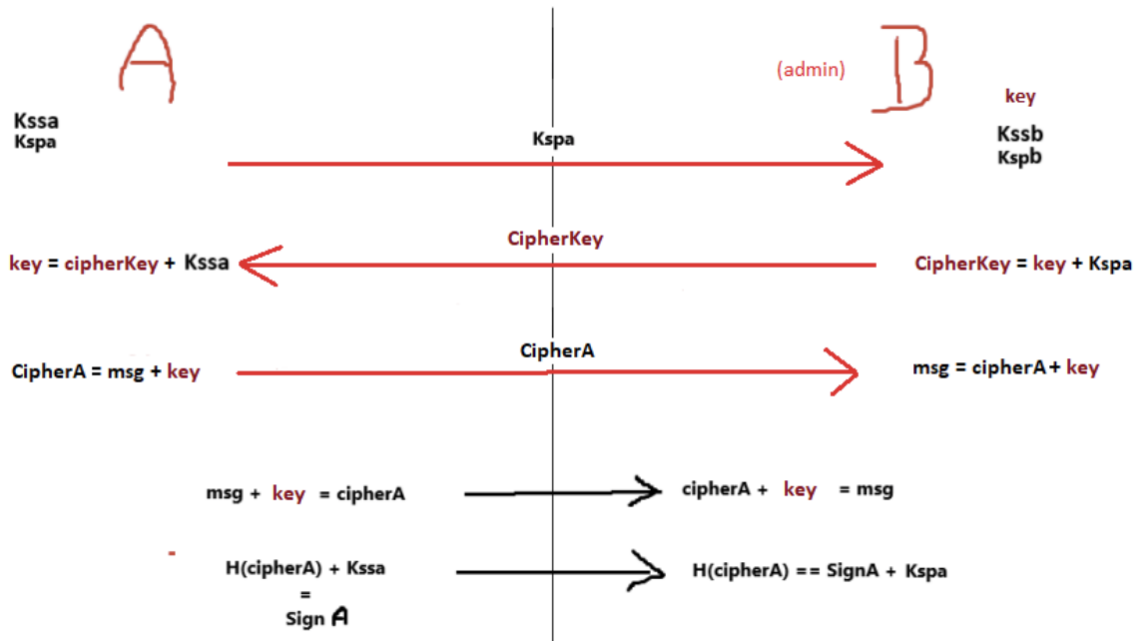 A
(admin) B
key
Kssa
Kspa
Kspa
Kssb
Kspb
CipherKey
key = cipherKey + Kssa
CipherKey = key + Kspa
CipherA
CipherA = msg + key
msg = cipherA + key
msg + key = cipherA
cipherA + key = msg
H(cipherA) + Kssa
=
Sign A
H(cipherA) == SignA + Kspa